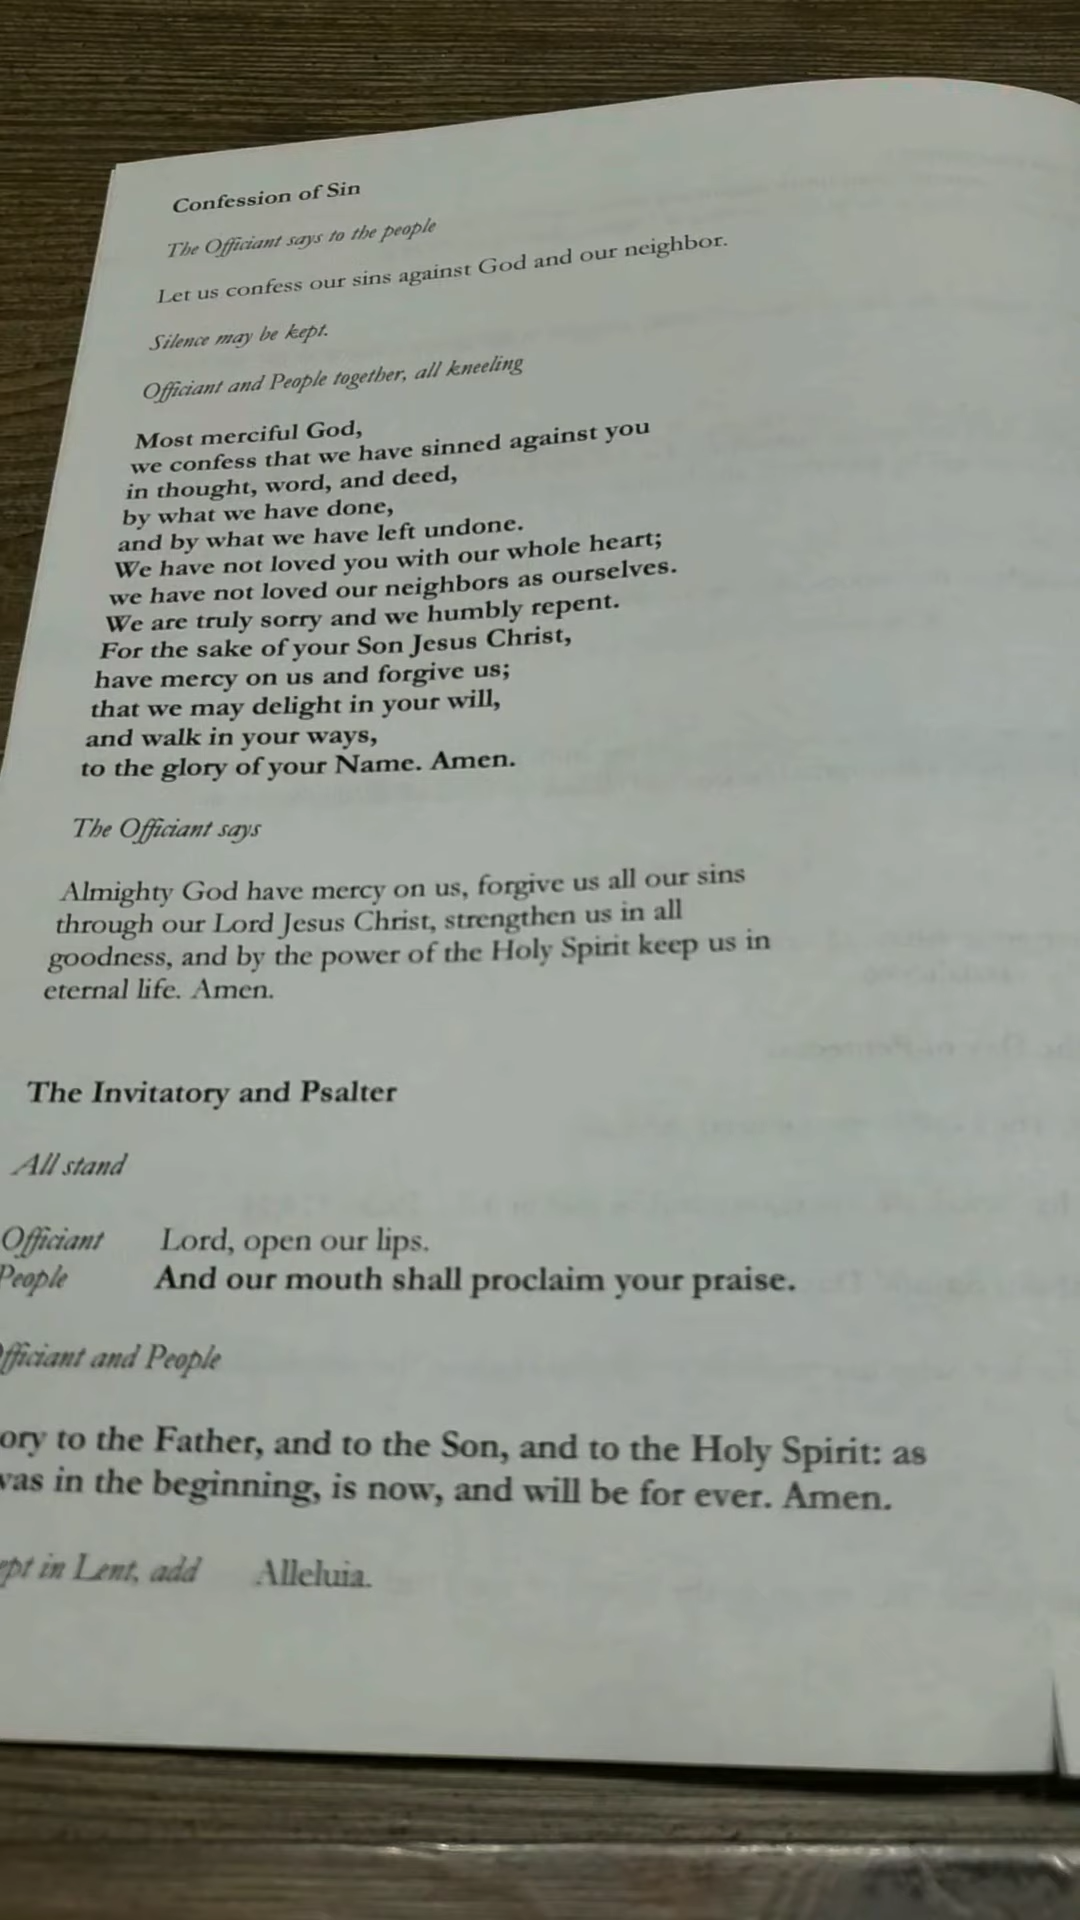 Confession of Sin
The Officiant says to the people
Let us confess our sins against God and our neighbor.
Silence may be kept.
Officiant and People together, all kneeling
Most merciful God,
we confess that we have sinned against you
in thought, word, and deed,
by what we have done,
and by what we have left undone.
We have not loved you with our whole heart;
we have not loved our neighbors as ourselves.
We are truly sorry and we humbly repent.
For the sake of your Son Jesus Christ,
have mercy on us and forgive us;
that we may delight in your will,
and walk in your ways,
to the glory of your Name. Amen.
The Officiant says
Almighty God have mercy on us, forgive us all our sins
through our Lord Jesus Christ, strengthen us in all
goodness, and by the power of the Holy Spirit keep us in
eternal life. Amen.
The Invitatory and Psalter
All stand
Officiant Lord, open our lips.
People And our mouth shall proclaim your praise.
fficiant and People
ory to the Father, and to the Son, and to the Holy Spirit: as
was in the beginning, is now, and will be for ever. Amen.
ept in Lent, add Alleluia.